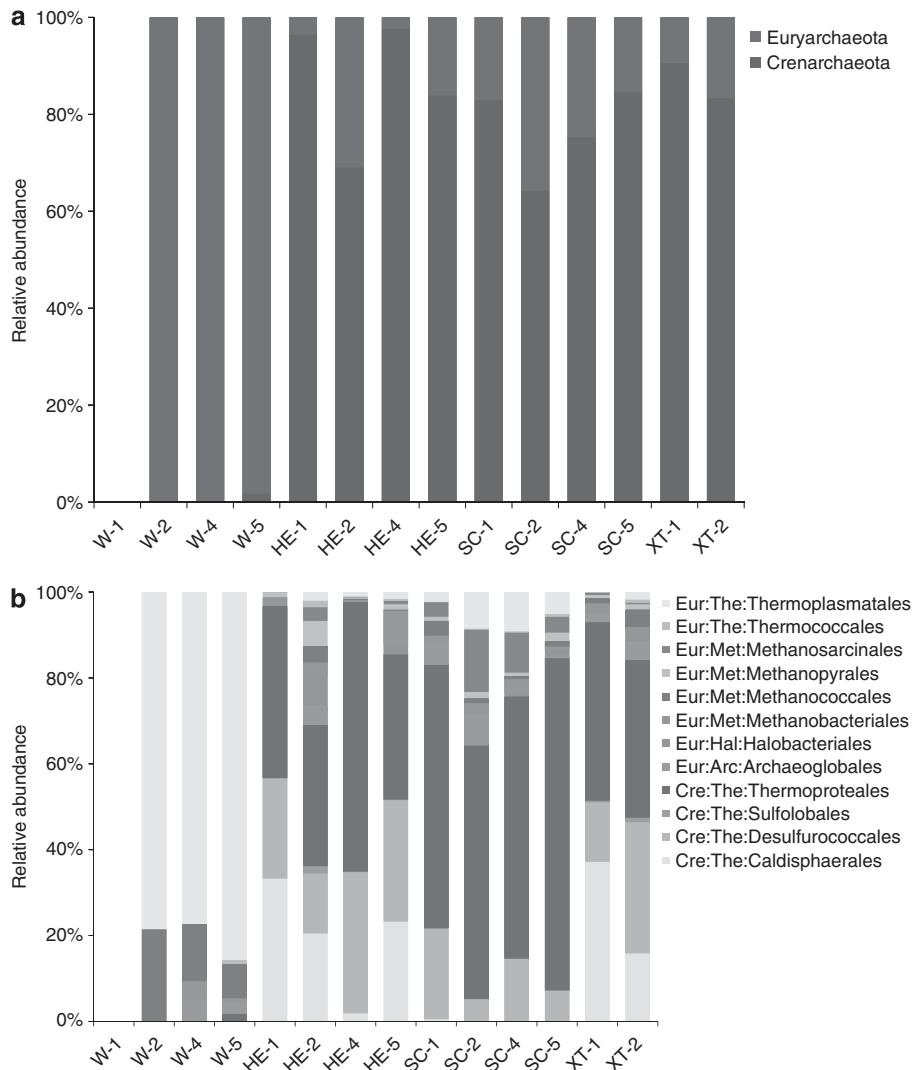 a
100%
80%
60%
40%
20%
0%
Relative abundance
Euryarchaeota
Crenarchaeota
W-1
W-2
W-4
W-5
HE-1
HE-2
HE-4
HE-5
SC-1
SC-2
SC-4
SC-5
XT-1
XT-2
b
100%
80%
60%
40%
20%
0%
Relative abundance
Eur:The:Thermoplasmatales
Eur:The:Thermococcales
Eur:Met:Methanosarcinales
Eur:Met:Methanopyrales
Eur:Met:Methanococcales
Eur:Met:Methanobacteriales
Eur:Hal:Halobacteriales
Eur:Arc:Archaeoglobales
Cre:The:Thermoproteales
Cre:The:Sulfolobales
Cre:The:Desulfurococcales
Cre:The:Caldisphaerales
W-1
W-2
W-4
W-5
HE-1
HE-2
HE-4
HE-5
SC-1
SC-2
SC-4
SC-5
XT-1
XT-2